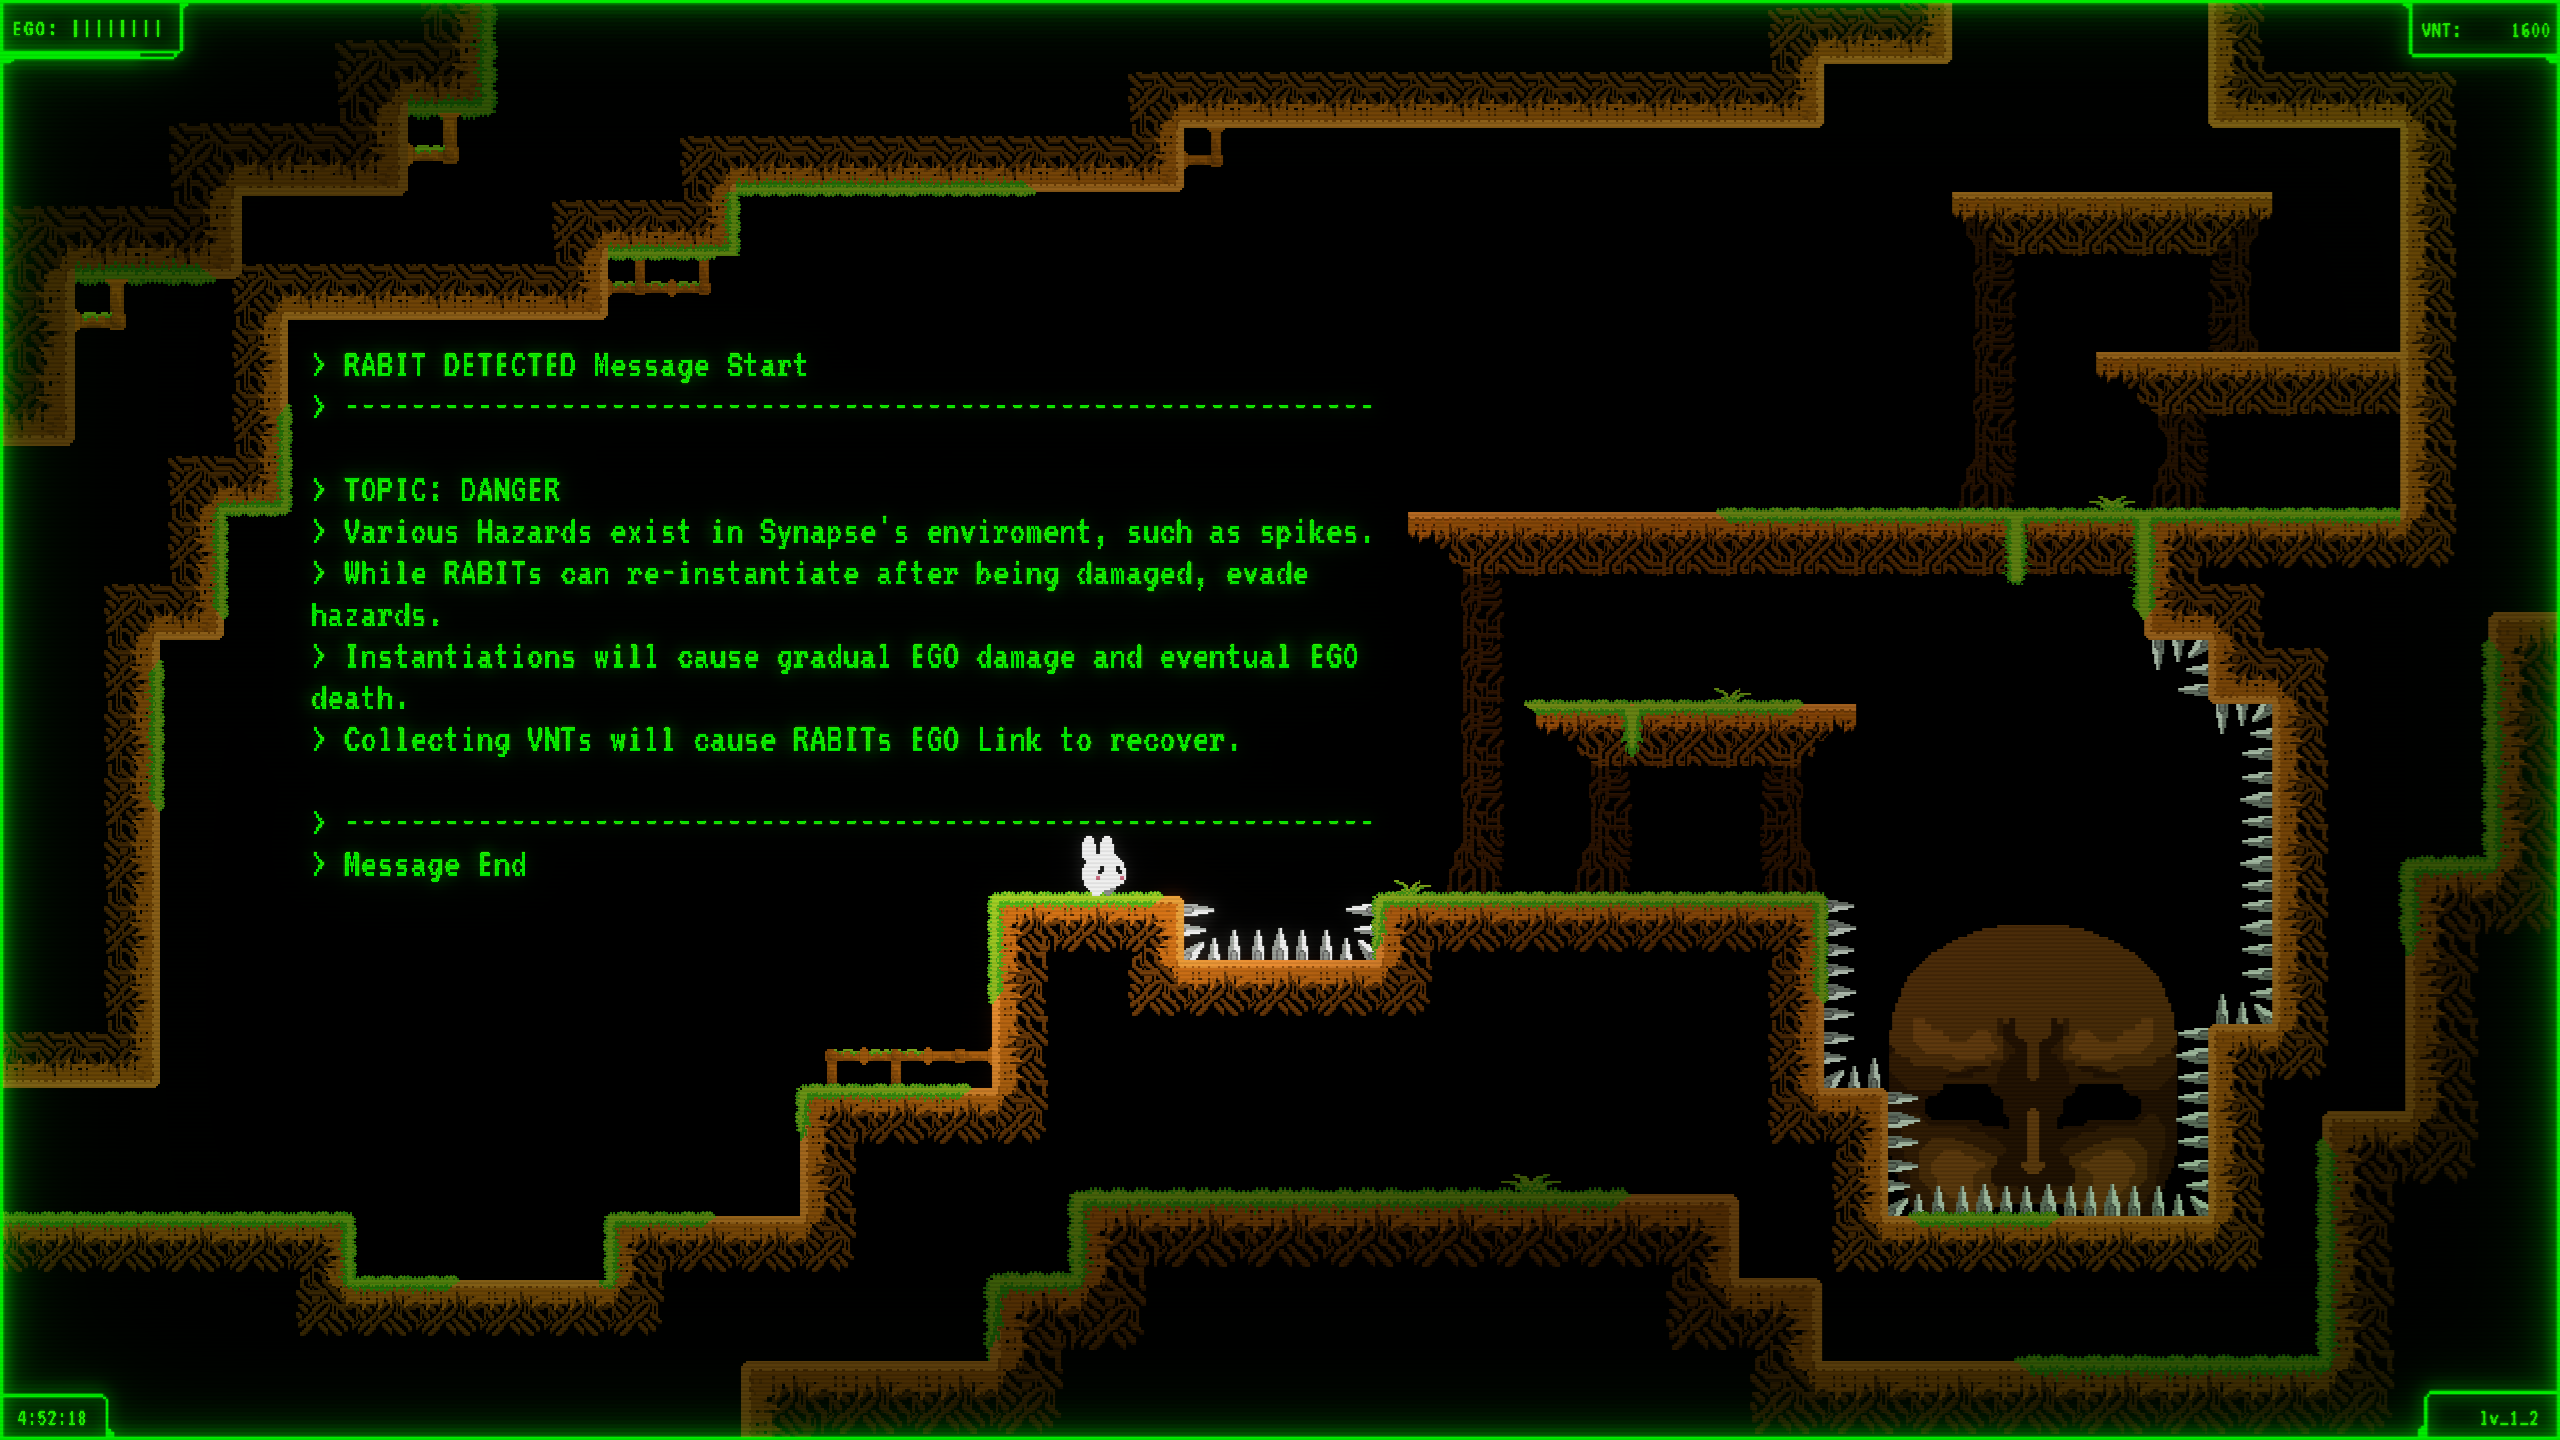 EGO: ||||||||
VNT: 1600
> RABIT DETECTED Message Start
> --------------------------------------------------------------
> TOPIC: DANGER
> Various Hazards exist in Synapse's enviroment, such as spikes.
> While RABITs can re-instantiate after being damaged, evade
hazards.
> Instantiations will cause gradual EGO damage and eventual EGO
death.
> Collecting VNTs will cause RABITs EGO Link to recover.
> --------------------------------------------------------------
> Message End
4:52:18
lv_1_2